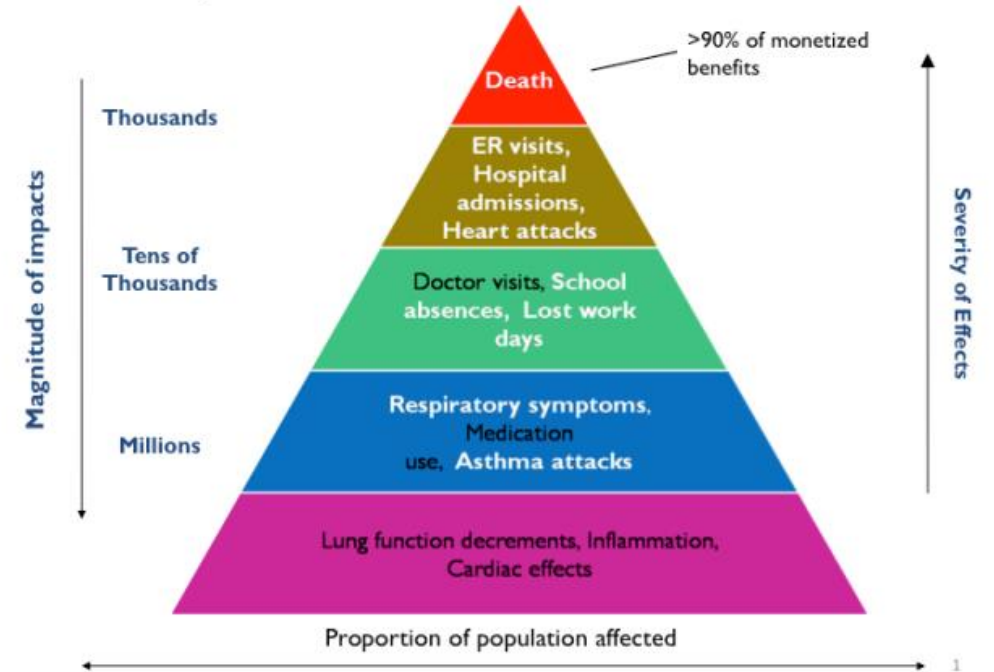 >90% of monetized
benefits
Death
Thousands
ER visits,
Hospital
admissions,
Heart attacks
Magnitude of impacts
Severity of Effects
Tens of
Thousands
Doctor visits, School
absences, Lost work
days
Respiratory symptoms,
Medication
use, Asthma attacks
Millions
Lung function decrements, Inflammation,
Cardiac effects
Proportion of population affected
1